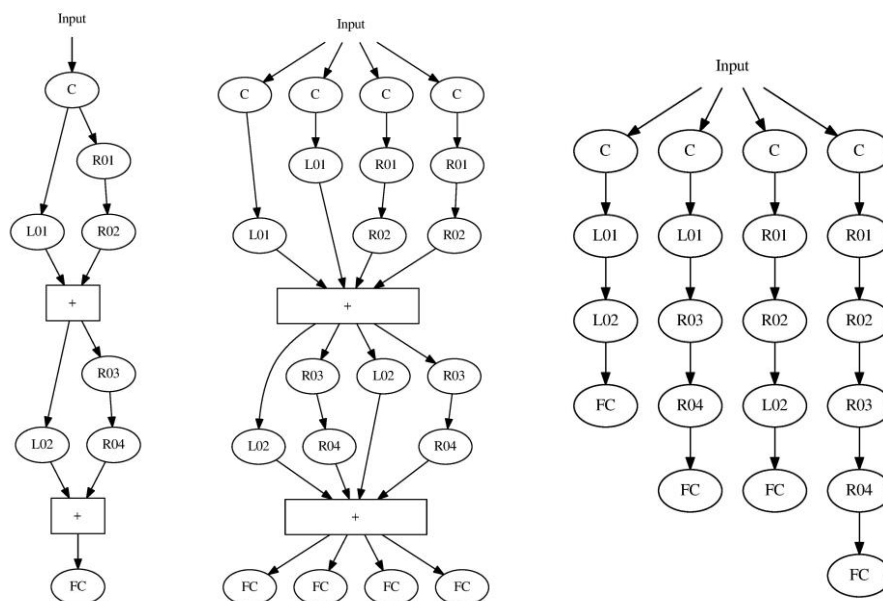 Input
C
R01
L01 R02
+
R03
L02 R04
+
FC
Input
C C C C
L01 R01 R01
L01 R02 R02
+
R03 L02 R03
L02 R04 R04
+
FC FC FC FC
Input
C C C C
L01 L01 R01 R01
L02 R03 R02 R02
FC R04 L02 R03
FC FC R04
FC